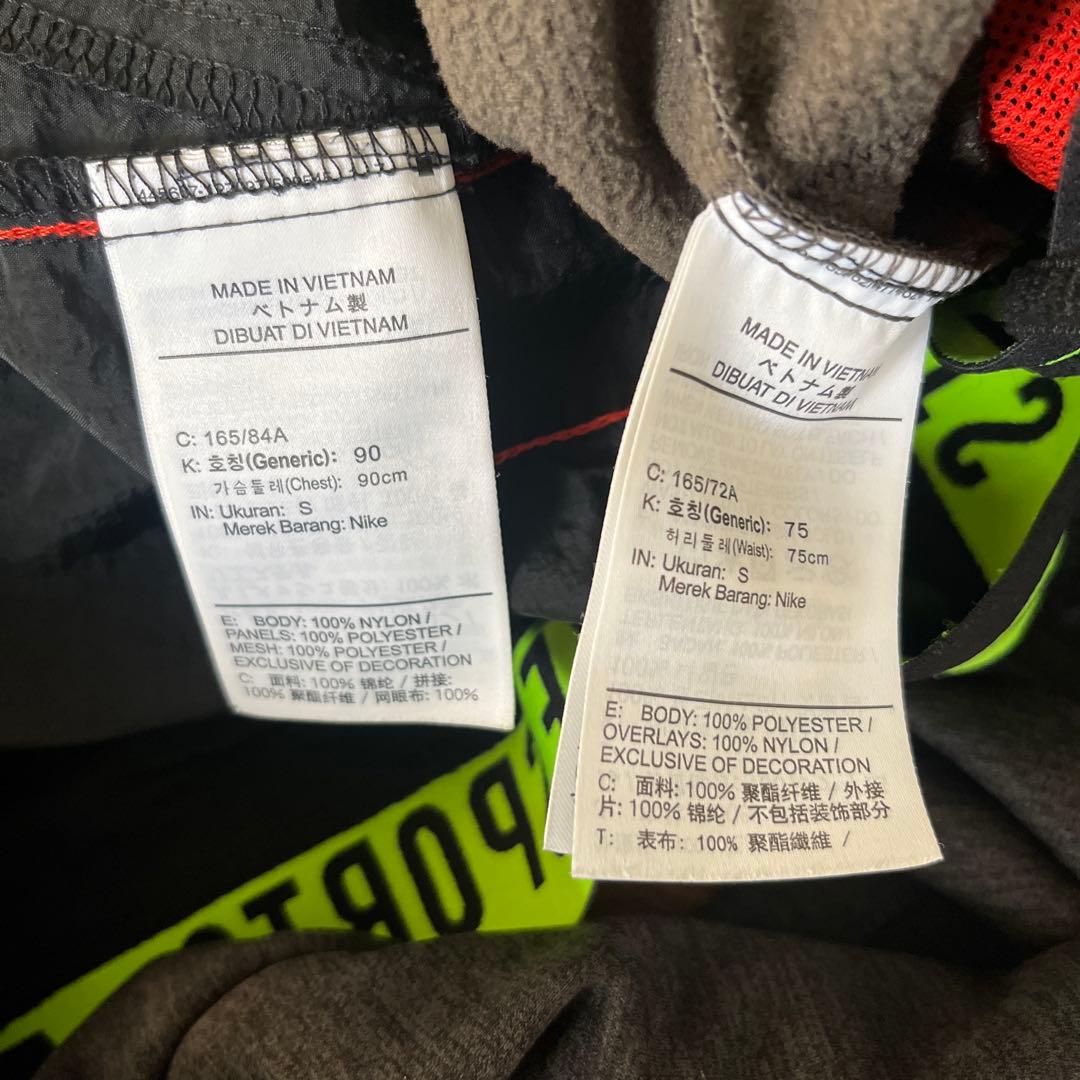 MADE IN VIETNAM
ベトナム製
DIBUAT DI VIETNAM
C: 165/84A
K: 호칭(Generic): 90
가슴둘레(Chest): 90cm
IN: Ukuran: S
Merek Barang: Nike
E: BODY: 100% NYLON /
PANELS: 100% POLYESTER /
MESH: 100% POLYESTER /
EXCLUSIVE OF DECORATION
C: 面料: 100% 锦纶 / 拼接:
100% 聚酯纤维 / 网眼布: 100%
MADE IN VIETNAM
ベトナム製
DIBUAT DI VIETNAM
C: 165/72A
K: 호칭(Generic): 75
허리둘레(Waist): 75cm
IN: Ukuran: S
Merek Barang: Nike
E: BODY: 100% POLYESTER /
OVERLAYS: 100% NYLON /
EXCLUSIVE OF DECORATION
C: 面料: 100% 聚酯纤维 / 外接
片: 100% 锦纶 / 不包括装饰部分
T: 表布: 100% 聚酯纖維 /